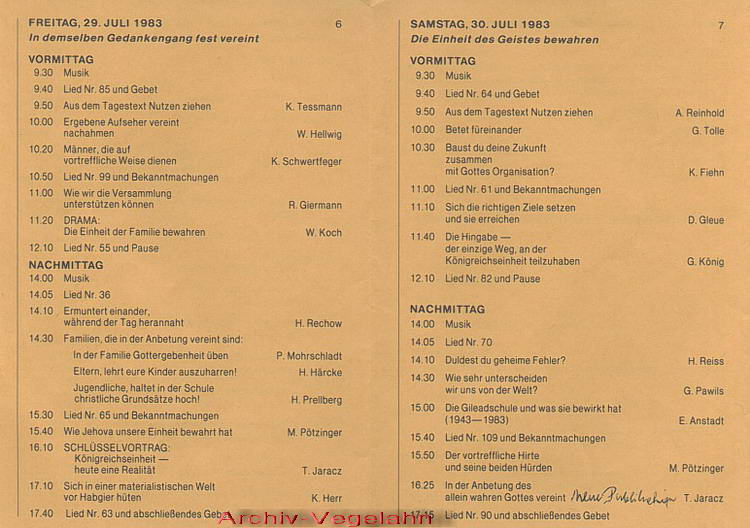 FREITAG, 29. JULI 1983 6
In demselben Gedankengang fest vereint
VORMITTAG
9.30 Musik
9.40 Lied Nr. 85 und Gebet
9.50 Aus dem Tagestext Nutzen ziehen K. Tessmann
10.00 Ergebene Aufseher vereint
nachahmen W. Hellwig
10.20 Männer, die auf
vortreffliche Weise dienen K. Schwertfeger
10.50 Lied Nr. 99 und Bekanntmachungen
11.00 Wie wir die Versammlung
unterstützen können R. Giermann
11.20 DRAMA:
Die Einheit der Familie bewahren W. Koch
12.10 Lied Nr. 55 und Pause
NACHMITTAG
14.00 Musik
14.05 Lied Nr. 36
14.10 Ermuntert einander,
während der Tag herannaht H. Rechow
14.30 Familien, die in der Anbetung vereint sind:
In der Familie Gottergebenheit üben P. Mohrschladt
Eltern, lehrt eure Kinder auszuharren! H. Härcke
Jugendliche, haltet in der Schule
christliche Grundsätze hoch! H. Prellberg
15.30 Lied Nr. 65 und Bekanntmachungen
15.40 Wie Jehova unsere Einheit bewahrt hat M. Pötzinger
16.10 SCHLÜSSELVORTRAG:
Königreichseinheit —
heute eine Realität T. Jaracz
17.10 Sich in einer materialistischen Welt
vor Habgier hüten K. Herr
17.40 Lied Nr. 63 und abschließendes Gebet
SAMSTAG, 30. JULI 1983 7
Die Einheit des Geistes bewahren
VORMITTAG
9.30 Musik
9.40 Lied Nr. 64 und Gebet
9.50 Aus dem Tagestext Nutzen ziehen A. Reinhold
10.00 Betet füreinander G. Tolle
10.30 Baust du deine Zukunft
zusammen
mit Gottes Organisation? K. Fiehn
11.00 Lied Nr. 61 und Bekanntmachungen
11.10 Sich die richtigen Ziele setzen
und sie erreichen D. Gleue
11.40 Die Hingabe —
der einzige Weg, an der
Königreichseinheit teilzuhaben G. König
12.10 Lied Nr. 82 und Pause
NACHMITTAG
14.00 Musik
14.05 Lied Nr. 70
14.10 Duldest du geheime Fehler? H. Reiss
14.30 Wie sehr unterscheiden
wir uns von der Welt? G. Pawils
15.00 Die Gileadschule und was sie bewirkt hat
(1943—1983) E. Anstadt
15.40 Lied Nr. 109 und Bekanntmachungen
15.50 Der vortreffliche Hirte
und seine beiden Hürden M. Pötzinger
16.25 In der Anbetung des
allein wahren Gottes vereint T. Jaracz
17.15 Lied Nr. 90 und abschließendes Gebet
Archiv-Vegelahn